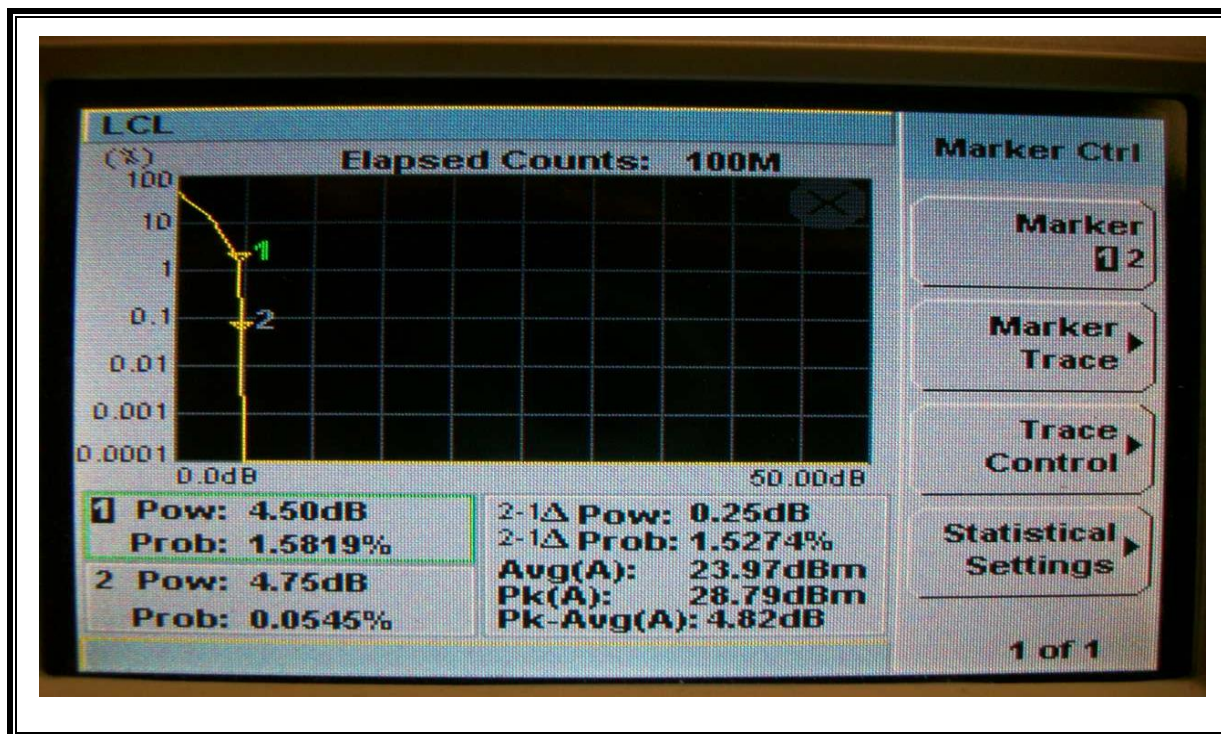 LCL
(%)
Elapsed Counts: 100M
100
10
1
0.1
0.01
0.001
0.0001
1
2
0.0dB
50.00dB
1 Pow: 4.50dB
Prob: 1.5819%
2 Pow: 4.75dB
Prob: 0.0545%
2-1Δ Pow: 0.25dB
2-1Δ Prob: 1.5274%
Avg(A): 23.97dBm
Pk(A): 28.79dBm
Pk-Avg(A): 4.82dB
Marker Ctrl
Marker
1 2
Marker
Trace
Trace
Control
Statistical
Settings
1 of 1